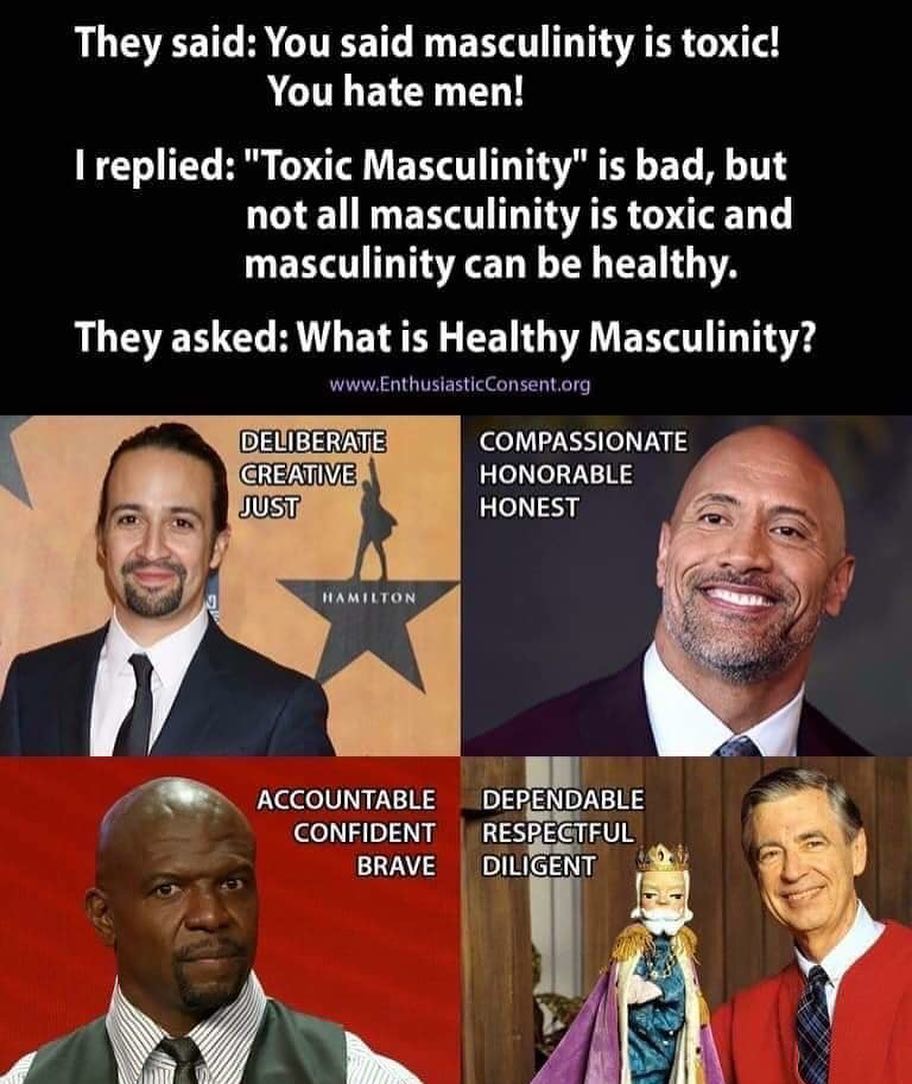 They said: You said masculinity is toxic!
You hate men!
I replied: "Toxic Masculinity" is bad, but
not all masculinity is toxic and
masculinity can be healthy.
They asked: What is Healthy Masculinity?
www.EnthusiasticConsent.org
DELIBERATE
CREATIVE
JUST
HAMILTON
COMPASSIONATE
HONORABLE
HONEST
ACCOUNTABLE
CONFIDENT
BRAVE
DEPENDABLE
RESPECTFUL
DILIGENT